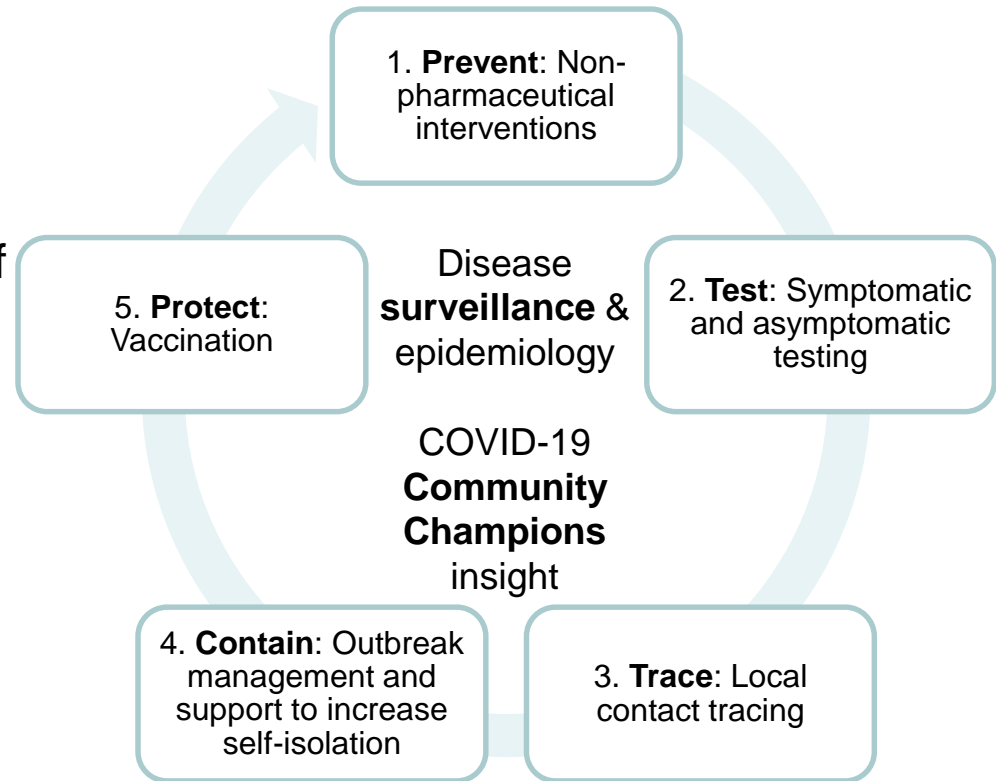 1. Prevent: Non-
pharmaceutical
interventions
f
5. Protect:
Vaccination
Disease
surveillance &
epidemiology
2. Test: Symptomatic
and asymptomatic
testing
COVID-19
Community
Champions
insight
4. Contain: Outbreak
management and
support to increase
self-isolation
3. Trace: Local
contact tracing